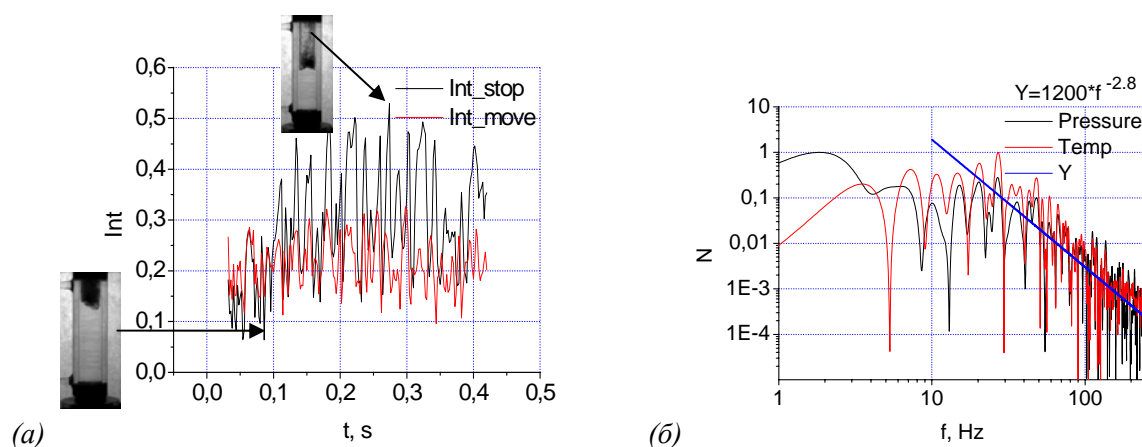 0,6
0,5
0,4
0,3
0,2
0,1
0,0
Int
Int_stop
Int_move
0,0 0,1 0,2 0,3 0,4 0,5
t, s
(а)
Y=1200*f -2.8
Pressure
Temp
Y
10
1
0,1
0,01
1E-3
1E-4
N
1 10 100
f, Hz
(б)